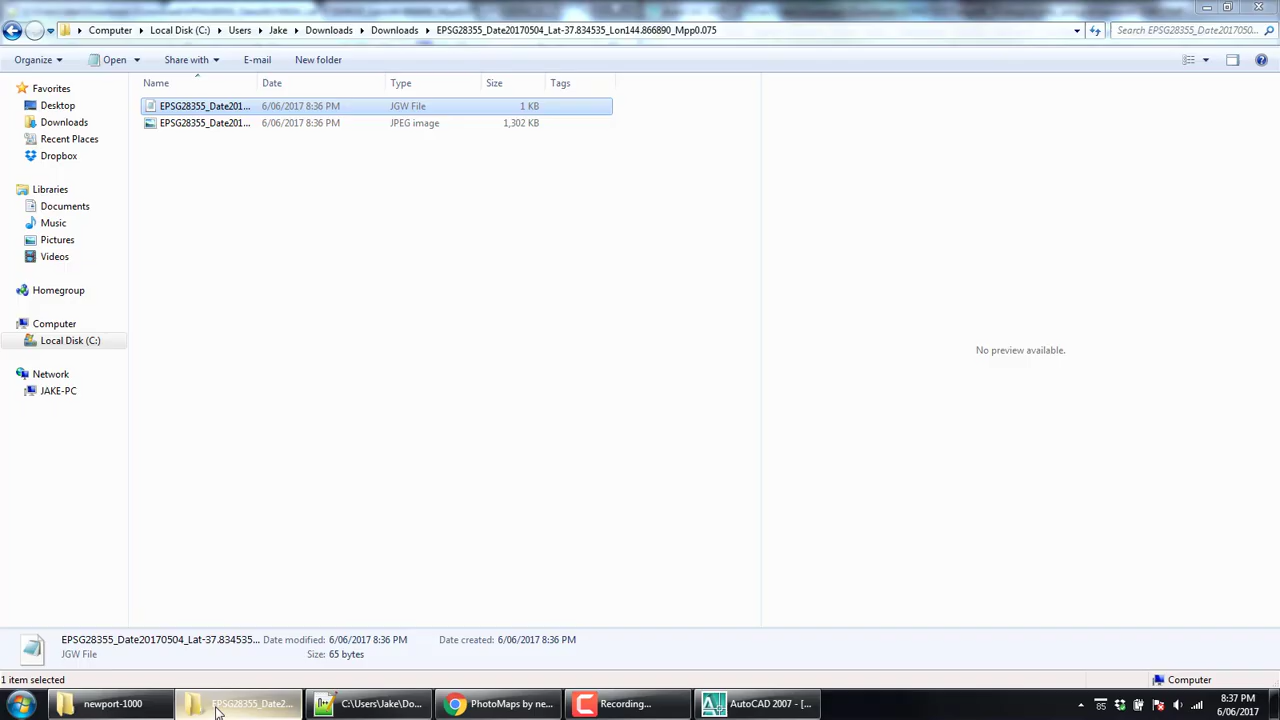 Computer Local Disk (C:) Users Jake Downloads Downloads EPSG28355_Date20170504_Lat-37.834535_Lon144.866890_Mpp0.075 Search EPSG28355_Date2017050...
Organize Open Share with E-mail New folder
Favorites
Desktop
Downloads
Recent Places
Dropbox
Libraries
Documents
Music
Pictures
Videos
Homegroup
Computer
Local Disk (C:)
Network
JAKE-PC
Name Date Type Size Tags
EPSG28355_Date201... 6/06/2017 8:36 PM JGW File 1 KB
EPSG28355_Date201... 6/06/2017 8:36 PM JPEG image 1,302 KB
No preview available.
EPSG28355_Date20170504_Lat-37.834535... Date modified: 6/06/2017 8:36 PM Date created: 6/06/2017 8:36 PM
JGW File Size: 65 bytes
1 item selected Computer
newport-1000 EPSG28355_Date2... C:\Users\Jake\Do... PhotoMaps by ne... Recording... AutoCAD 2007 - [... 8:37 PM
6/06/2017